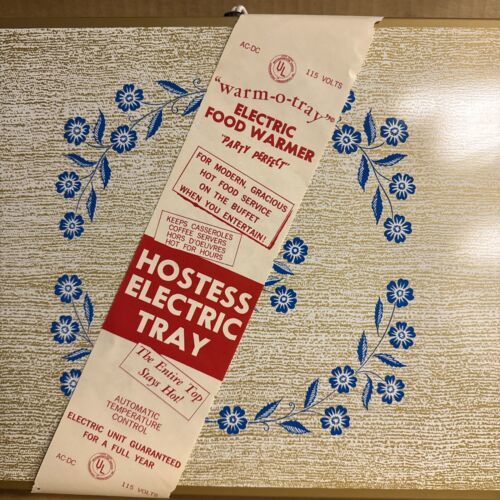 AC-DC
UL
115 VOLTS
"warm-o-tray"
ELECTRIC
FOOD WARMER
"PARTY PERFECT"
FOR MODERN, GRACIOUS
HOT FOOD SERVICE
ON THE BUFFET
WHEN YOU ENTERTAIN!
KEEPS CASSEROLES
COFFEE SERVERS
HORS D'OEUVRES
HOT FOR HOURS
HOSTESS
ELECTRIC
TRAY
The Entire Top
Stays Hot!
AUTOMATIC
TEMPERATURE
CONTROL
ELECTRIC UNIT GUARANTEED
FOR A FULL YEAR
AC-DC
UL
115 VOLTS